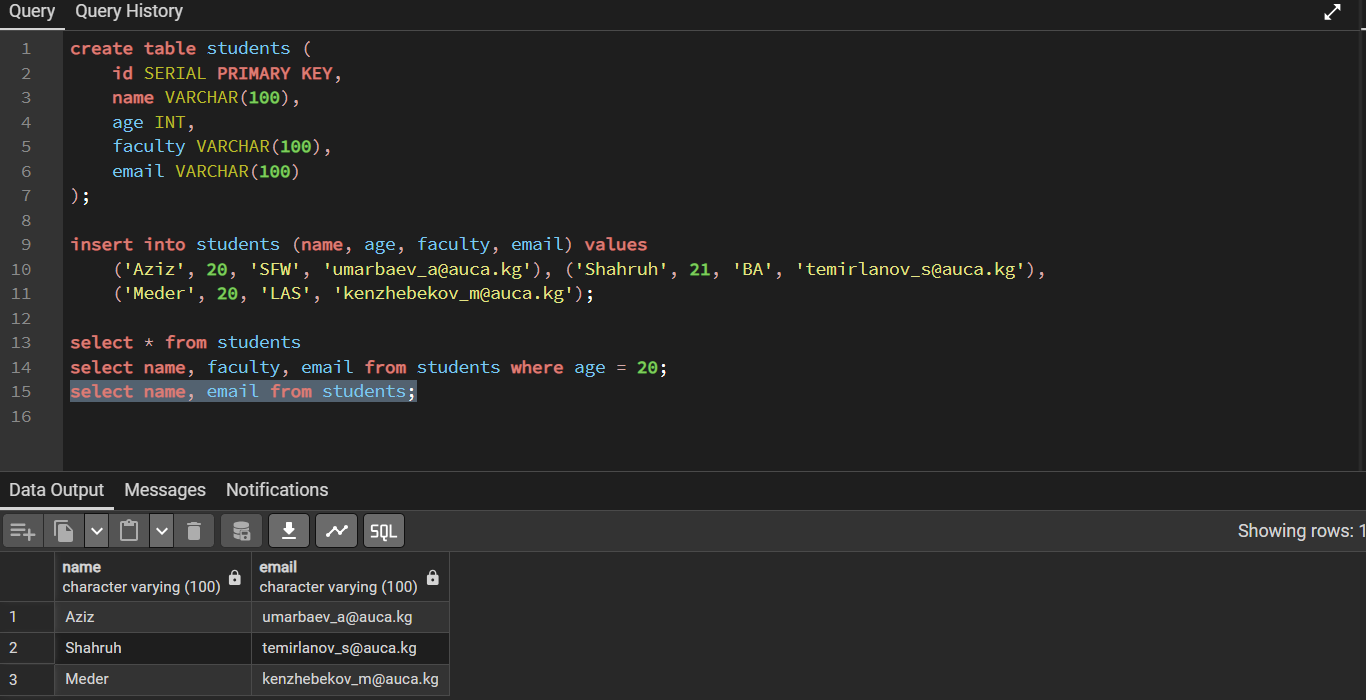 Query Query History
1 create table students (
2 id SERIAL PRIMARY KEY,
3 name VARCHAR(100),
4 age INT,
5 faculty VARCHAR(100),
6 email VARCHAR(100)
7 );
8
9 insert into students (name, age, faculty, email) values
10 ('Aziz', 20, 'SFW', 'umarbaev_a@auca.kg'), ('Shahruh', 21, 'BA', 'temirlanov_s@auca.kg'),
11 ('Meder', 20, 'LAS', 'kenzhebekov_m@auca.kg');
12
13 select * from students
14 select name, faculty, email from students where age = 20;
15 select name, email from students;
16
Data Output Messages Notifications
SQL Showing rows: 1
name email
character varying (100) character varying (100)
1 Aziz umarbaev_a@auca.kg
2 Shahruh temirlanov_s@auca.kg
3 Meder kenzhebekov_m@auca.kg